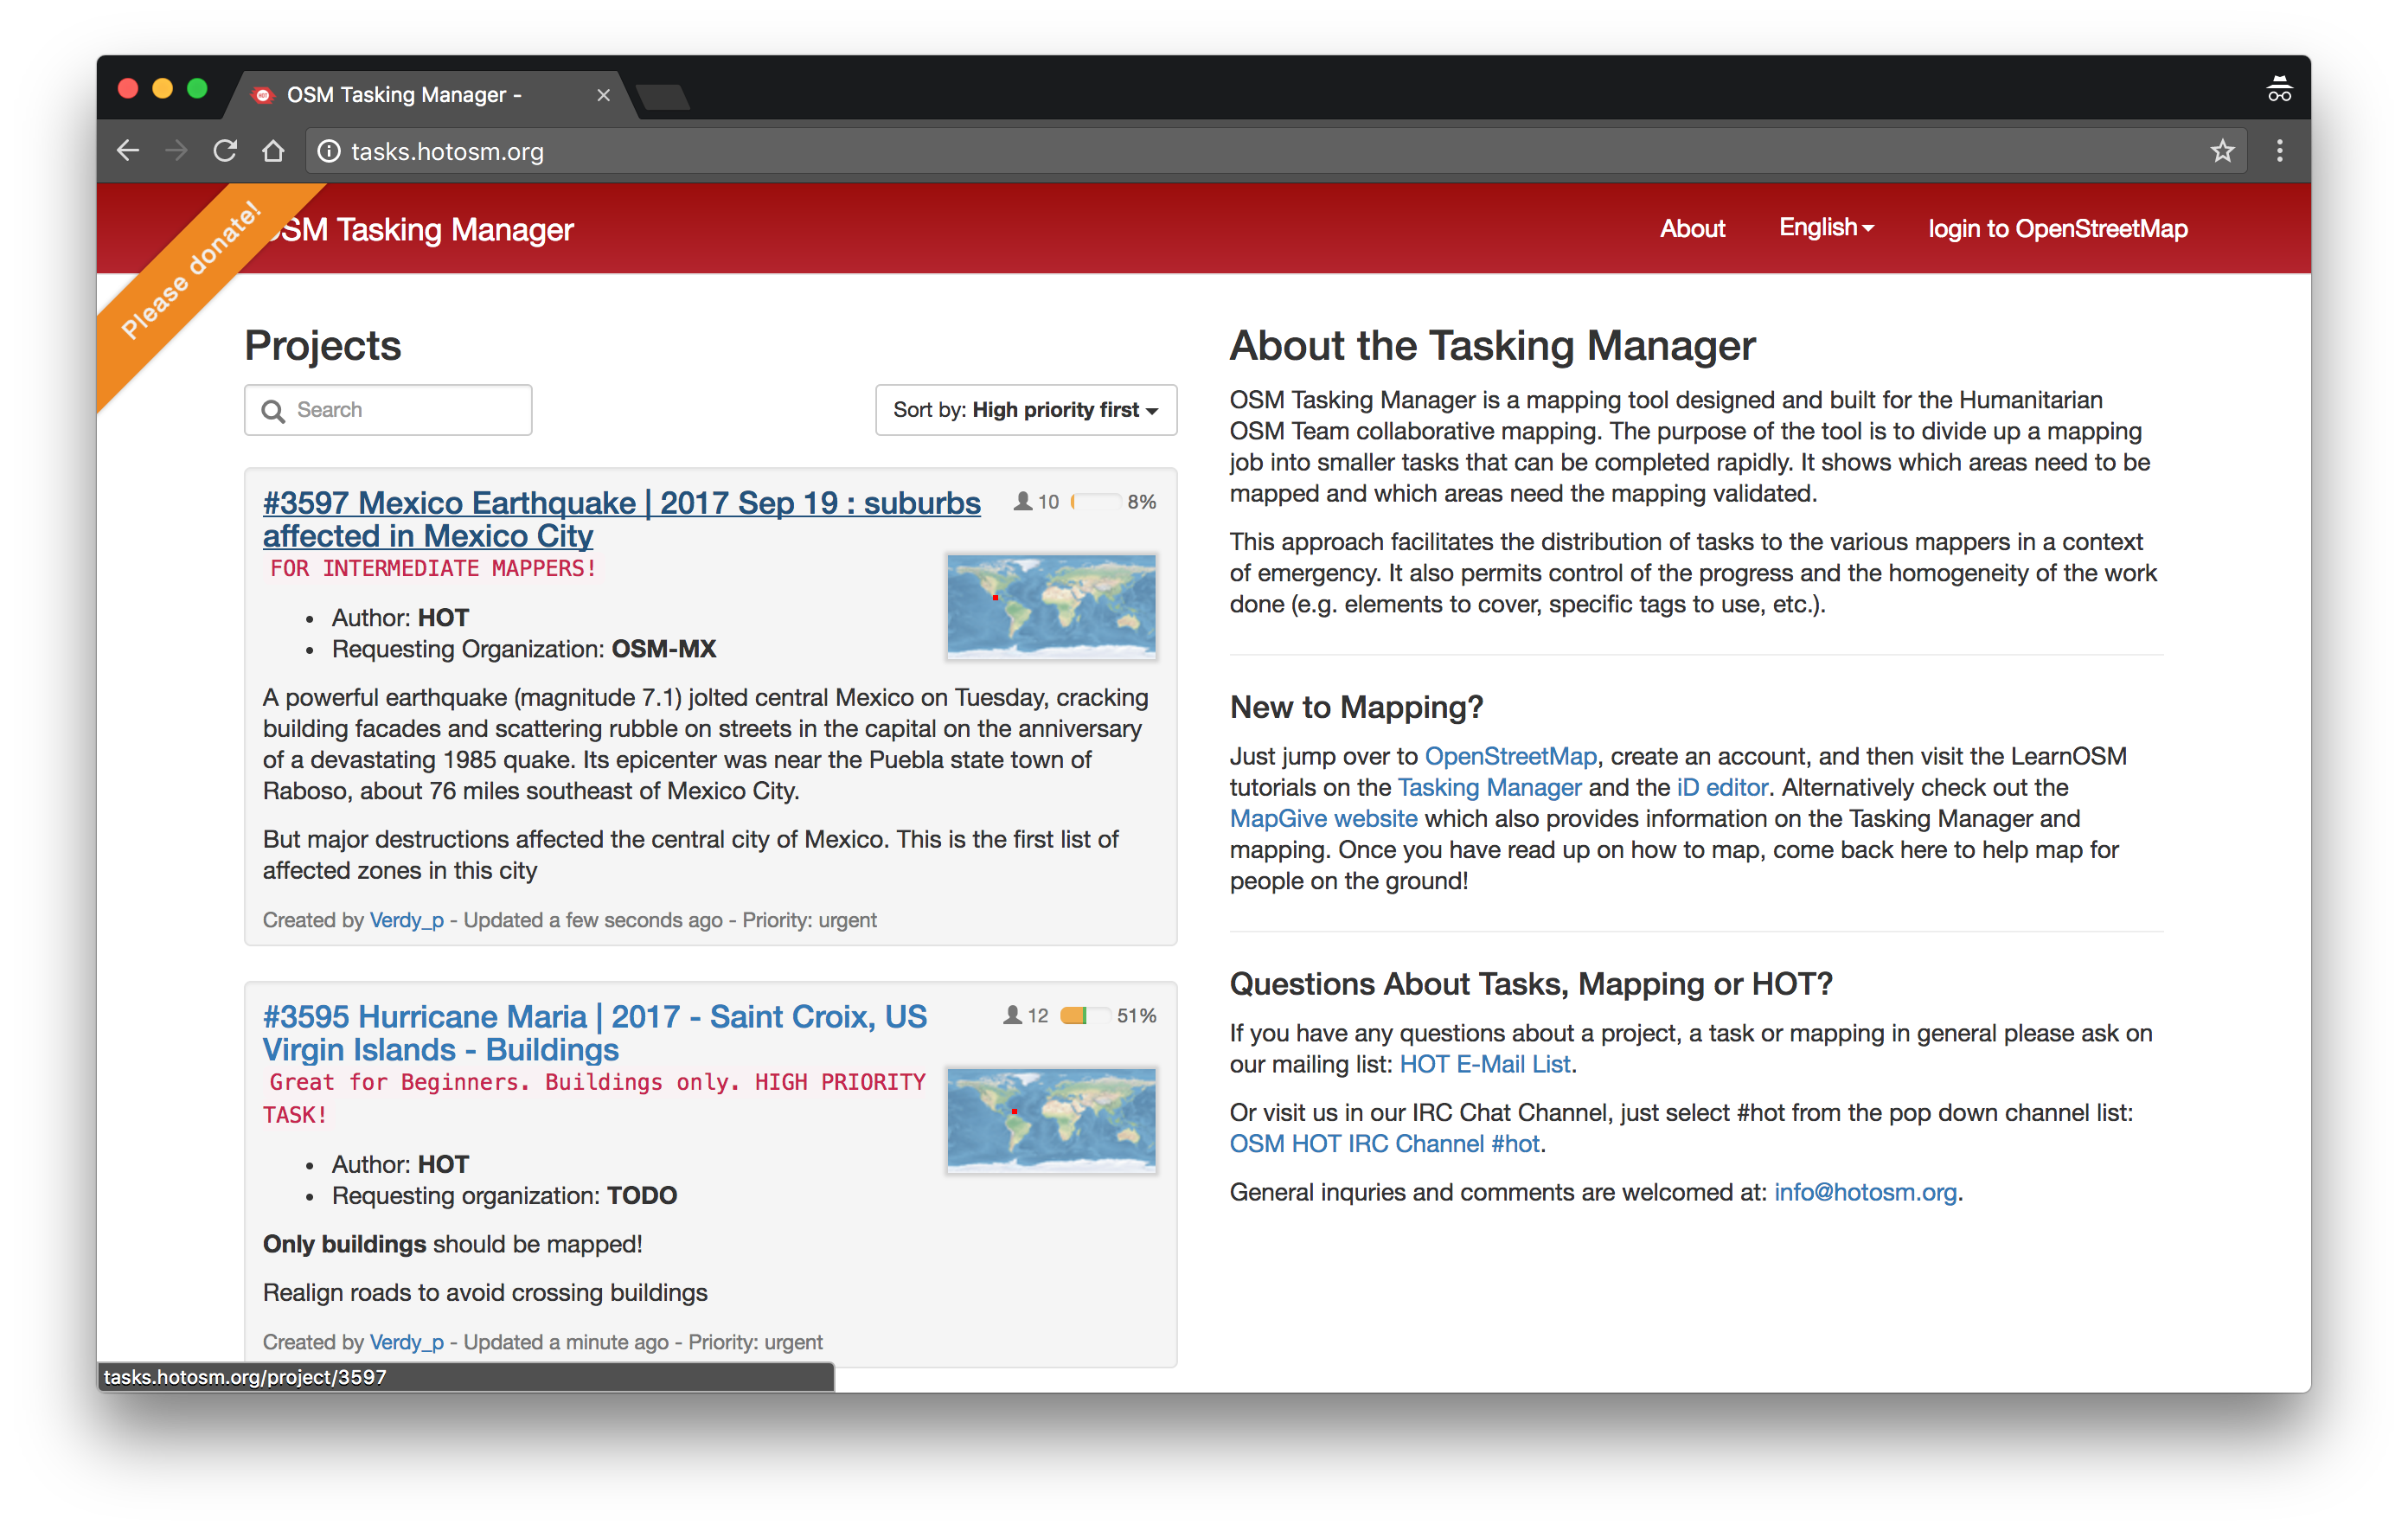 OSM Tasking Manager -
tasks.hotosm.org
Please donate!
OSM Tasking Manager
About
English
login to OpenStreetMap
Projects
Search
Sort by: High priority first
#3597 Mexico Earthquake | 2017 Sep 19 : suburbs
affected in Mexico City
10
8%
FOR INTERMEDIATE MAPPERS!
• Author: HOT
• Requesting Organization: OSM-MX
A powerful earthquake (magnitude 7.1) jolted central Mexico on Tuesday, cracking
building facades and scattering rubble on streets in the capital on the anniversary
of a devastating 1985 quake. Its epicenter was near the Puebla state town of
Raboso, about 76 miles southeast of Mexico City.
But major destructions affected the central city of Mexico. This is the first list of
affected zones in this city
Created by Verdy_p - Updated a few seconds ago - Priority: urgent
#3595 Hurricane Maria | 2017 - Saint Croix, US
Virgin Islands - Buildings
12
51%
Great for Beginners. Buildings only. HIGH PRIORITY
TASK!
• Author: HOT
• Requesting organization: TODO
Only buildings should be mapped!
Realign roads to avoid crossing buildings
Created by Verdy_p - Updated a minute ago - Priority: urgent
tasks.hotosm.org/project/3597
About the Tasking Manager
OSM Tasking Manager is a mapping tool designed and built for the Humanitarian
OSM Team collaborative mapping. The purpose of the tool is to divide up a mapping
job into smaller tasks that can be completed rapidly. It shows which areas need to be
mapped and which areas need the mapping validated.
This approach facilitates the distribution of tasks to the various mappers in a context
of emergency. It also permits control of the progress and the homogeneity of the work
done (e.g. elements to cover, specific tags to use, etc.).
New to Mapping?
Just jump over to OpenStreetMap, create an account, and then visit the LearnOSM
tutorials on the Tasking Manager and the iD editor. Alternatively check out the
MapGive website which also provides information on the Tasking Manager and
mapping. Once you have read up on how to map, come back here to help map for
people on the ground!
Questions About Tasks, Mapping or HOT?
If you have any questions about a project, a task or mapping in general please ask on
our mailing list: HOT E-Mail List.
Or visit us in our IRC Chat Channel, just select #hot from the pop down channel list:
OSM HOT IRC Channel #hot.
General inquries and comments are welcomed at: info@hotosm.org.